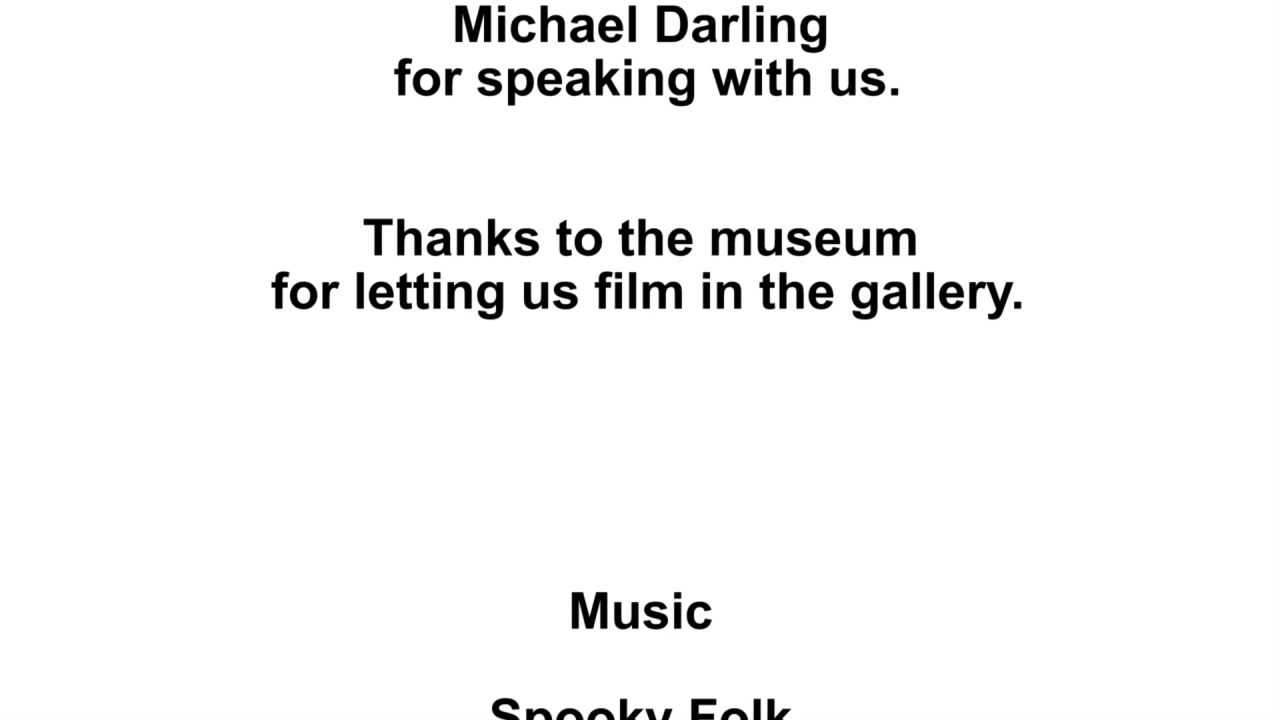 Michael Darling
for speaking with us.
Thanks to the museum
for letting us film in the gallery.
Music
Spooky Folk